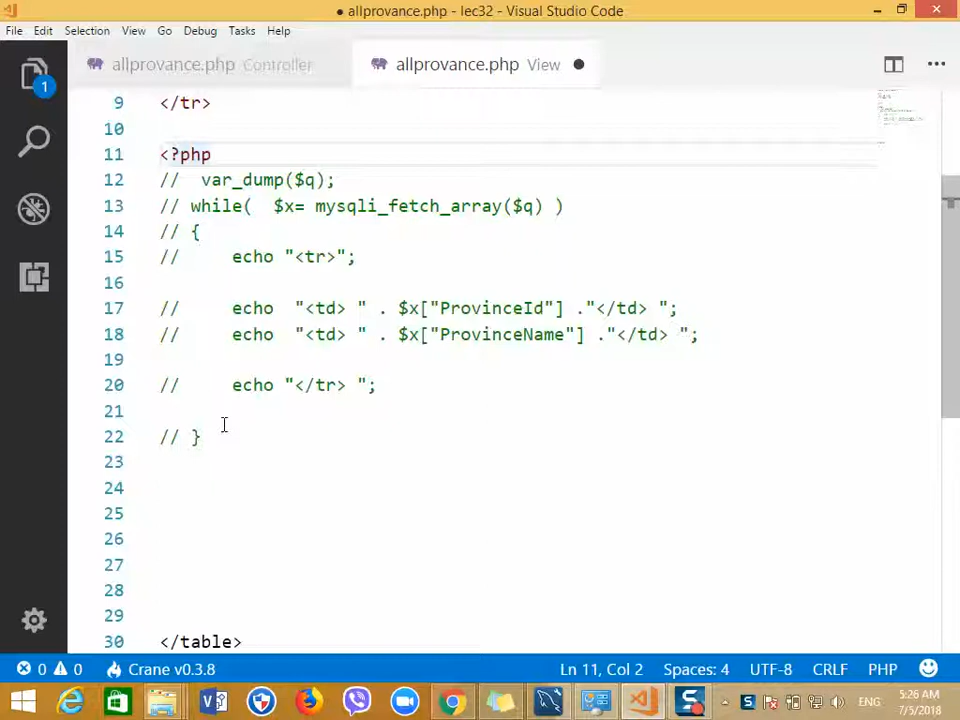 ● allprovance.php - lec32 - Visual Studio Code
File Edit Selection View Go Debug Tasks Help
allprovance.php Controller allprovance.php View ●
1
9 </tr>
10
11 <?php
12 //  var_dump($q);
13 // while(  $x= mysqli_fetch_array($q) )
14 // {
15 //     echo "<tr>";
16
17 //     echo  "<td> " . $x["ProvinceId"] ."</td> ";
18 //     echo  "<td> " . $x["ProvinceName"] ."</td> ";
19
20 //     echo "</tr> ";
21
22 // }
23
24
25
26
27
28
29
30 </table>
0 0 Crane v0.3.8 Ln 11, Col 2 Spaces: 4 UTF-8 CRLF PHP
ENG 5:26 AM
7/5/2018